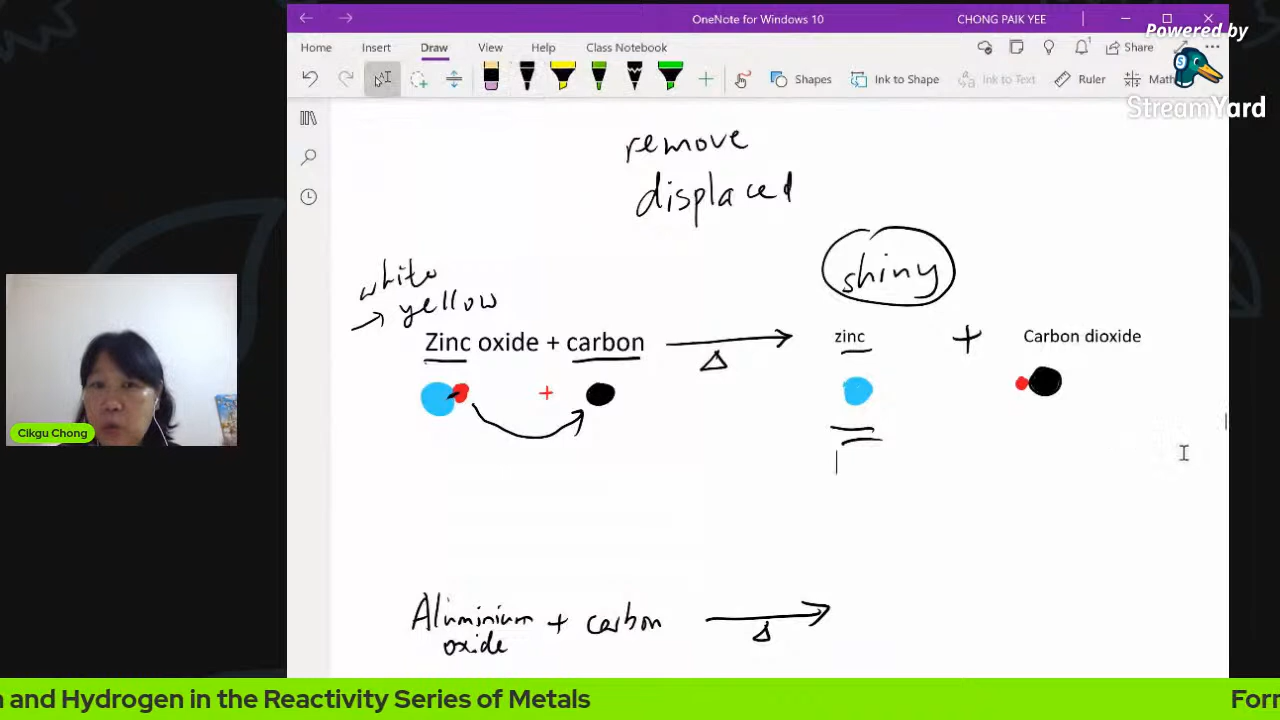 OneNote for Windows 10
CHONG PAIK YEE
Powered by
StreamYard
Home Insert Draw View Help Class Notebook
Share
Shapes Ink to Shape Ink to Text Ruler Math
remove
displaced
white
→ yellow
shiny
Zinc oxide + carbon → zinc + Carbon dioxide
Δ
+
Aluminium + carbon →
oxide
Δ
Cikgu Chong
and Hydrogen in the Reactivity Series of Metals